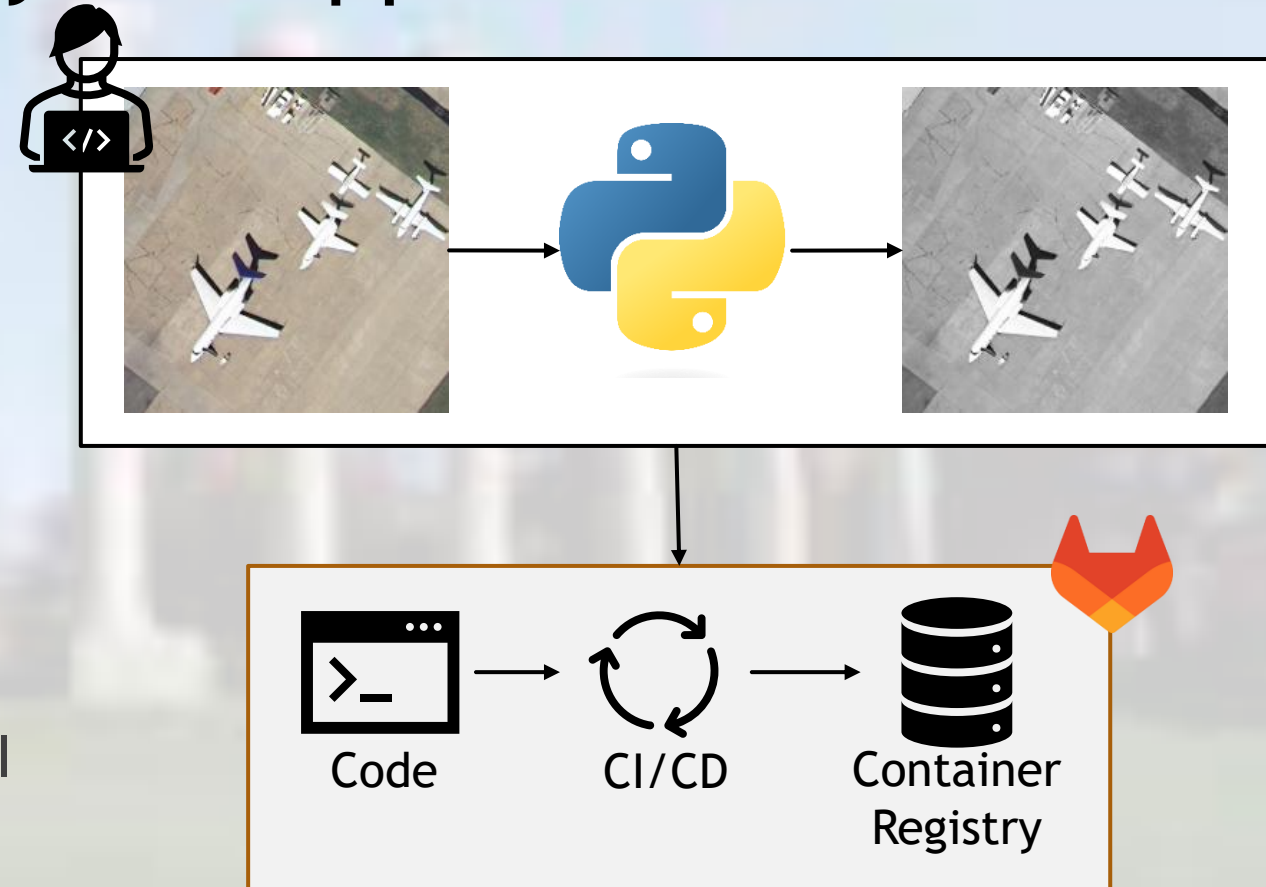 </>
>_
Code
CI/CD
Container
Registry